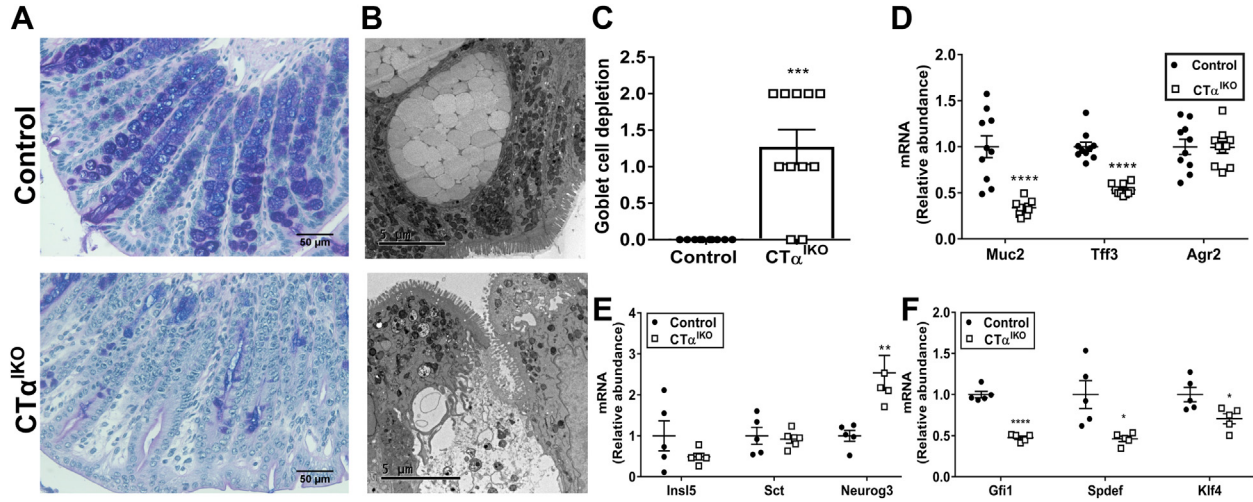 A
Control
50 µm
CTα^IKO
50 µm
B
5 µm
5 µm
C
Goblet cell depletion
2.5
2.0
1.5
1.0
0.5
0.0
***
Control
CTα^IKO
D
mRNA
(Relative abundance)
2.0
1.5
1.0
0.5
0.0
Control
CTα^IKO
****
****
Muc2
Tff3
Agr2
E
mRNA
(Relative abundance)
4
3
2
1
0
Control
CTα^IKO
**
Insl5
Sct
Neurog3
F
mRNA
(Relative abundance)
2.0
1.5
1.0
0.5
0.0
Control
CTα^IKO
****
*
*
Gfi1
Spdef
Klf4